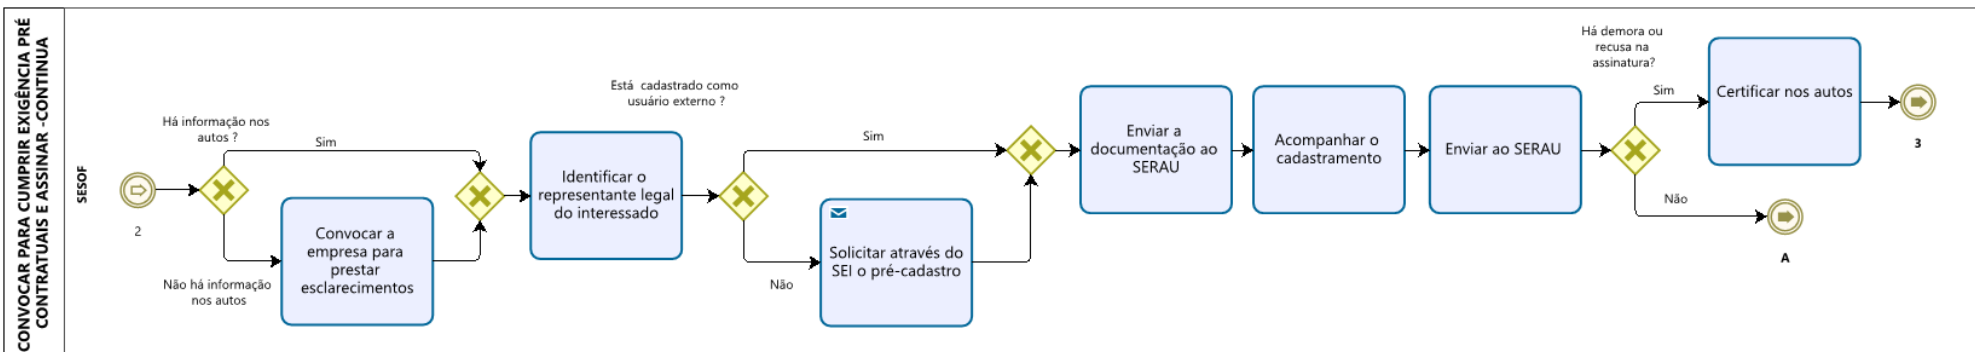 CONVOCAR PARA CUMPRIR EXIGÊNCIA PRÉ
CONTRATUAIS E ASSINAR -CONTINUA
SESOF
2
Há informação nos
autos ?
Sim
Não há informação
nos autos
Convocar a
empresa para
prestar
esclarecimentos
Identificar o
representante legal
do interessado
Está cadastrado como
usuário externo ?
Sim
Não
Solicitar através do
SEI o pré-cadastro
Enviar a
documentação ao
SERAU
Acompanhar o
cadastramento
Enviar ao SERAU
Há demora ou
recusa na
assinatura?
Sim
Não
Certificar nos autos
3
A